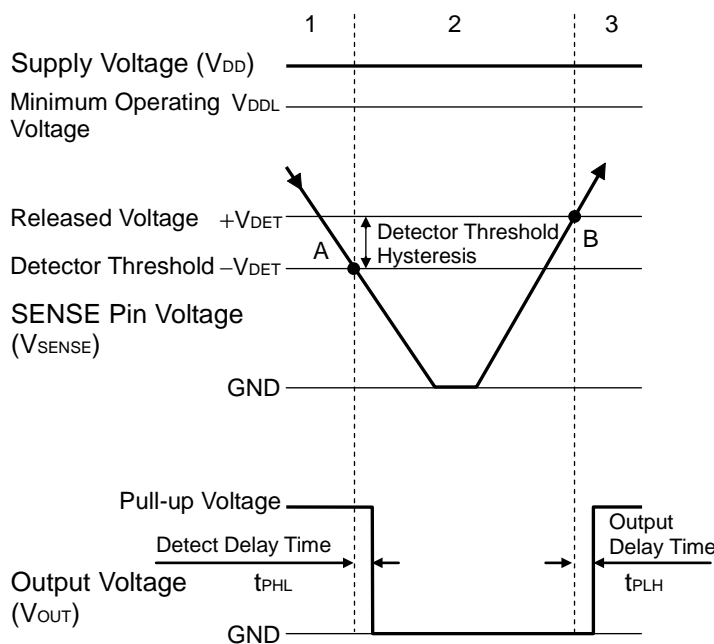 1 2 3
Supply Voltage (VDD)
Minimum Operating VDDL
Voltage
Released Voltage +VDET
Detector Threshold
Hysteresis
A
B
Detector Threshold −VDET
SENSE Pin Voltage
(VSENSE)
GND
Pull-up Voltage
Output
Delay Time
Detect Delay Time
tPHL
tPLH
Output Voltage
(VOUT)
GND